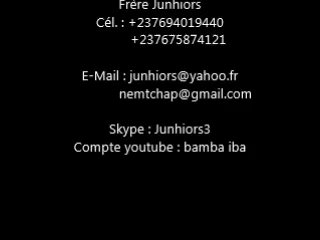 Frère Junhiors
Cél. : +237694019440
+237675874121
E-Mail : junhiors@yahoo.fr
nemtchap@gmail.com
Skype : Junhiors3
Compte youtube : bamba iba